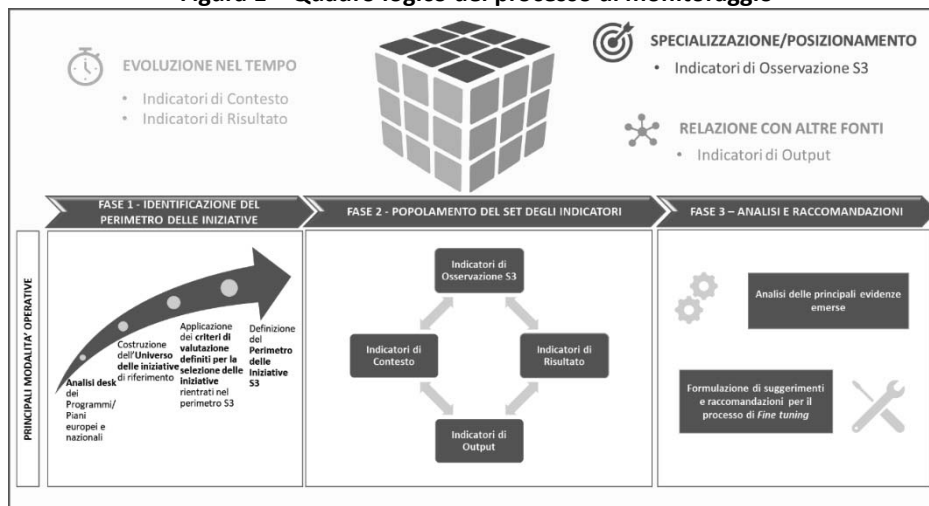 Figura 1 – Quadro logico del processo di monitoraggio
EVOLUZIONE NEL TEMPO
• Indicatori di Contesto
• Indicatori di Risultato
SPECIALIZZAZIONE/POSIZIONAMENTO
• Indicatori di Osservazione S3
RELAZIONE CON ALTRE FONTI
• Indicatori di Output
FASE 1 - IDENTIFICAZIONE DEL
PERIMETRO DELLE INIZIATIVE
FASE 2 - POPOLAMENTO DEL SET DEGLI INDICATORI
FASE 3 – ANALISI E RACCOMANDAZIONI
PRINCIPALI MODALITA' OPERATIVE
Analisi desk
dei
Programmi/
Piani
europei e
nazionali
Costruzione
dell'Universo
delle iniziative
di riferimento
Applicazione
dei criteri di
valutazione
definiti per la
selezione delle
iniziative
rientrati nel
perimetro S3
Definizione
del
Perimetro
delle
Iniziative
S3
Indicatori di
Osservazione S3
Indicatori di
Contesto
Indicatori di
Risultato
Indicatori di
Output
Analisi delle principali evidenze
emerse
Formulazione di suggerimenti
e raccomandazioni per il
processo di Fine tuning